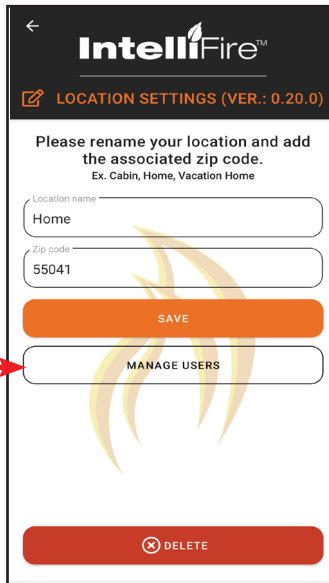 IntelliFire™
LOCATION SETTINGS (VER.: 0.20.0)
Please rename your location and add
the associated zip code.
Ex. Cabin, Home, Vacation Home
Location name
Home
Zip code
55041
SAVE
MANAGE USERS
DELETE